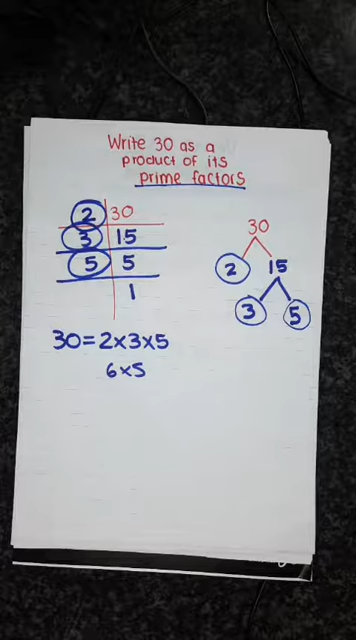 Write 30 as a
product of its
prime factors
2 30
3 15
5 5
1
30
2 15
3 5
30 = 2 x 3 x 5
6 x 5